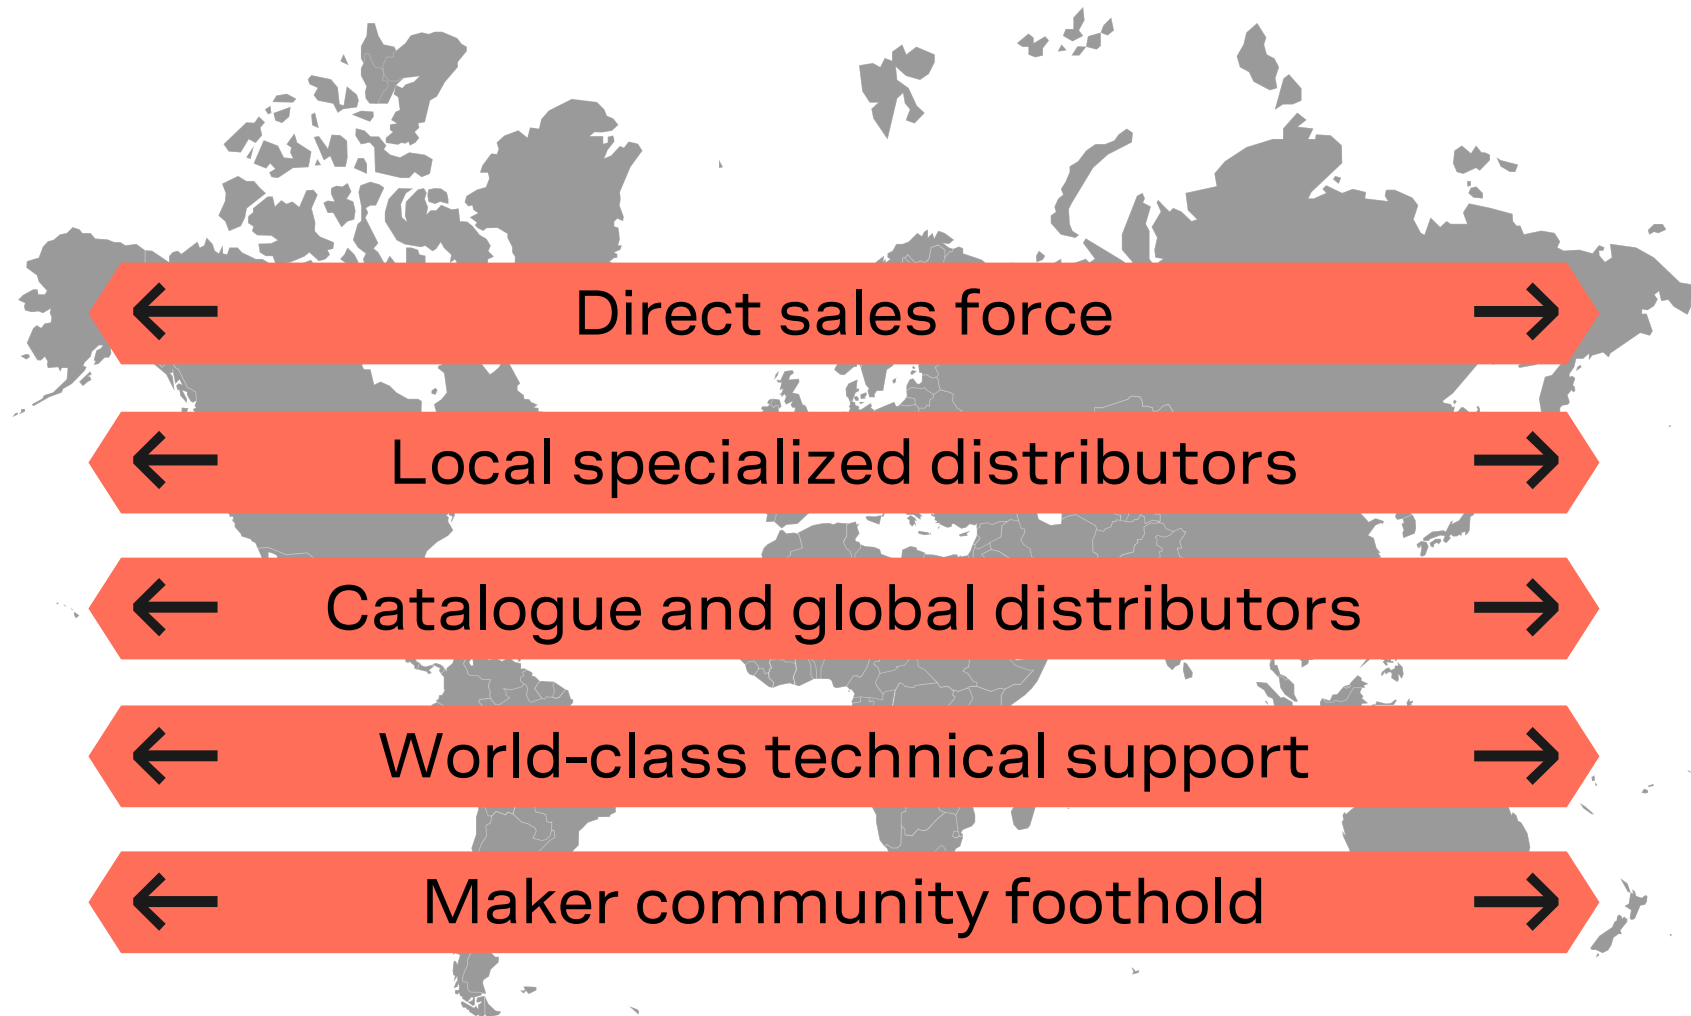 Direct sales force
Local specialized distributors
Catalogue and global distributors
World-class technical support
Maker community foothold